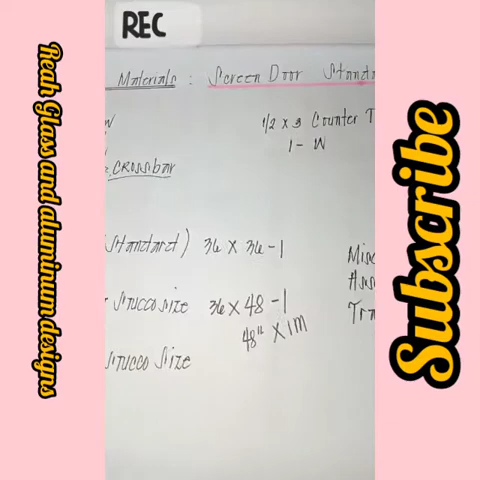 REC
Materials : Screen Door Standa
W
1/2 x 3 Counter T
1 - W
crossbar
(Standard) 36 x 36 - 1
Stucco size 36 x 48 - 1
48" x 1m
Stucco Size
Reah Glass and aluminum designs
Subscribe